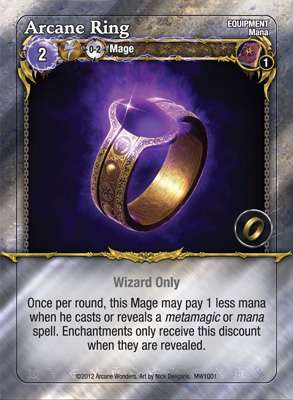 Arcane Ring
EQUIPMENT
Mana
2
0-2 Mage
1
Wizard Only
Once per round, this Mage may pay 1 less mana
when he casts or reveals a metamagic or mana
spell. Enchantments only receive this discount
when they are revealed.
©2012 Arcane Wonders. Art by Nick Deligaris. MW1Q01